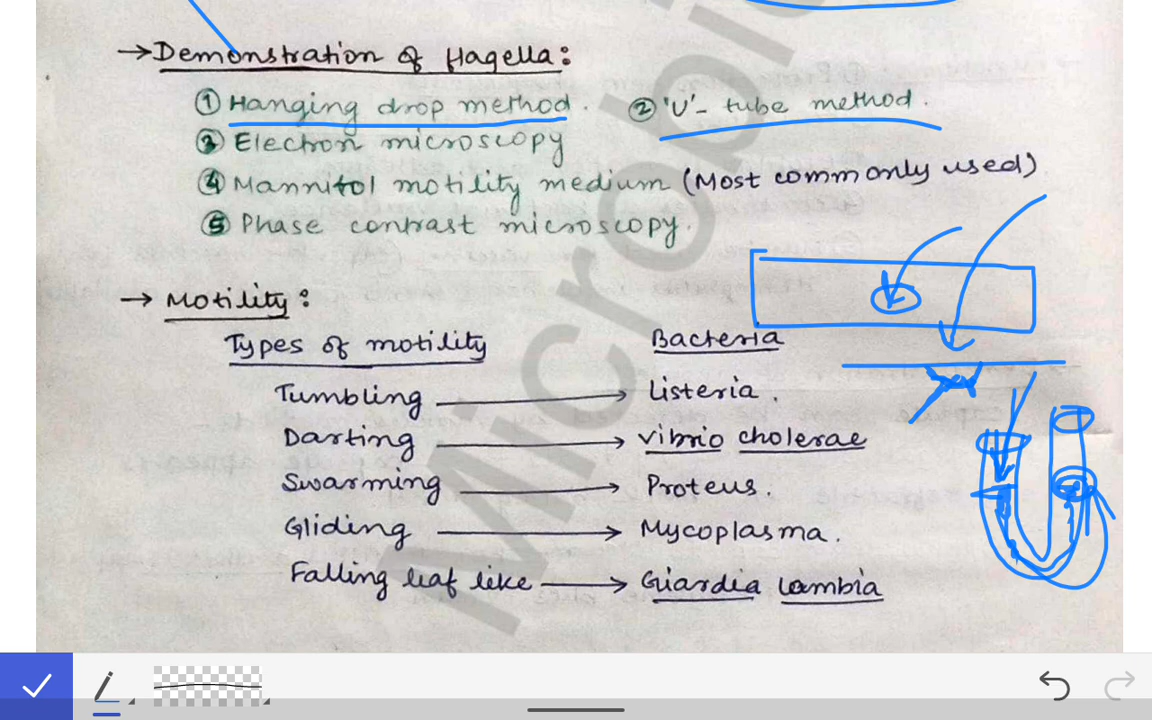 → Demonstration of flagella:
① Hanging drop method. ② 'U'- tube method.
③ Electron microscopy
④ Mannitol motility medium (Most commonly used)
⑤ Phase contrast microscopy.
→ Motility:
Types of motility Bacteria
Tumbling → Listeria.
Darting → vibrio cholerae
Swarming → Proteus.
Gliding → Mycoplasma.
Falling leaf like → Giardia lambia
Micropi